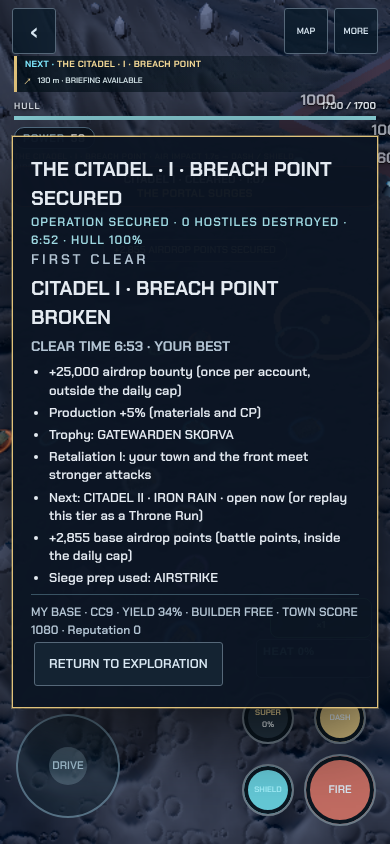 ‹
MAP
MORE
NEXT · THE CITADEL · I · BREACH POINT
↗ 130 m · BRIEFING AVAILABLE
HULL
1000
1700 / 1700
THE CITADEL · I · BREACH POINT
SECURED
OPERATION SECURED · 0 HOSTILES DESTROYED ·
6:52 · HULL 100%
FIRST CLEAR
CITADEL I · BREACH POINT
BROKEN
CLEAR TIME 6:53 · YOUR BEST
• +25,000 airdrop bounty (once per account,
outside the daily cap)
• Production +5% (materials and CP)
• Trophy: GATEWARDEN SKORVA
• Retaliation I: your town and the front meet
stronger attacks
• Next: CITADEL II · IRON RAIN · open now (or replay
this tier as a Throne Run)
• +2,855 base airdrop points (battle points, inside
the daily cap)
• Siege prep used: AIRSTRIKE
MY BASE · CC9 · YIELD 34% · BUILDER FREE · TOWN SCORE
1080 · Reputation 0
RETURN TO EXPLORATION
SUPER
0%
DASH
DRIVE
SHIELD
FIRE